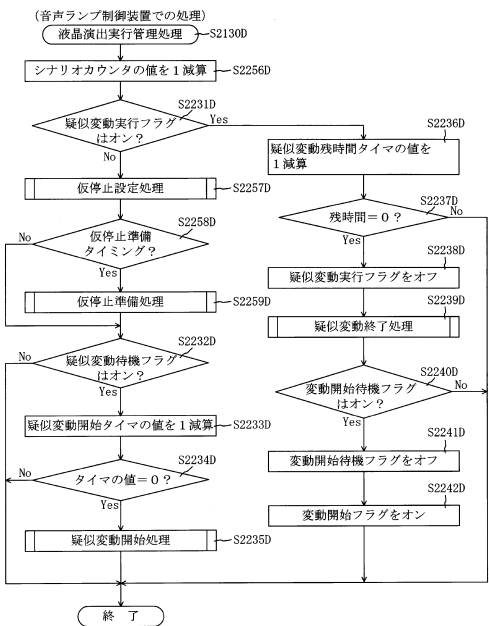 (音声ランプ制御装置での処理)
液晶演出実行管理処理
S2130D
シナリオカウンタの値を1減算
S2256D
S2231D
疑似変動実行フラグ
はオン?
Yes
No
仮停止設定処理
S2257D
S2258D
仮停止準備
タイミング?
No
Yes
仮停止準備処理
S2259D
S2232D
疑似変動待機フラグ
はオン?
No
Yes
疑似変動開始タイマの値を1減算
S2233D
S2234D
タイマの値=0?
No
Yes
疑似変動開始処理
S2235D
S2236D
疑似変動残時間タイマの値を
1減算
S2237D
残時間=0?
No
Yes
S2238D
疑似変動実行フラグをオフ
S2239D
疑似変動終了処理
S2240D
変動開始待機フラグ
はオン?
No
Yes
S2241D
変動開始待機フラグをオフ
S2242D
変動開始フラグをオン
終 了